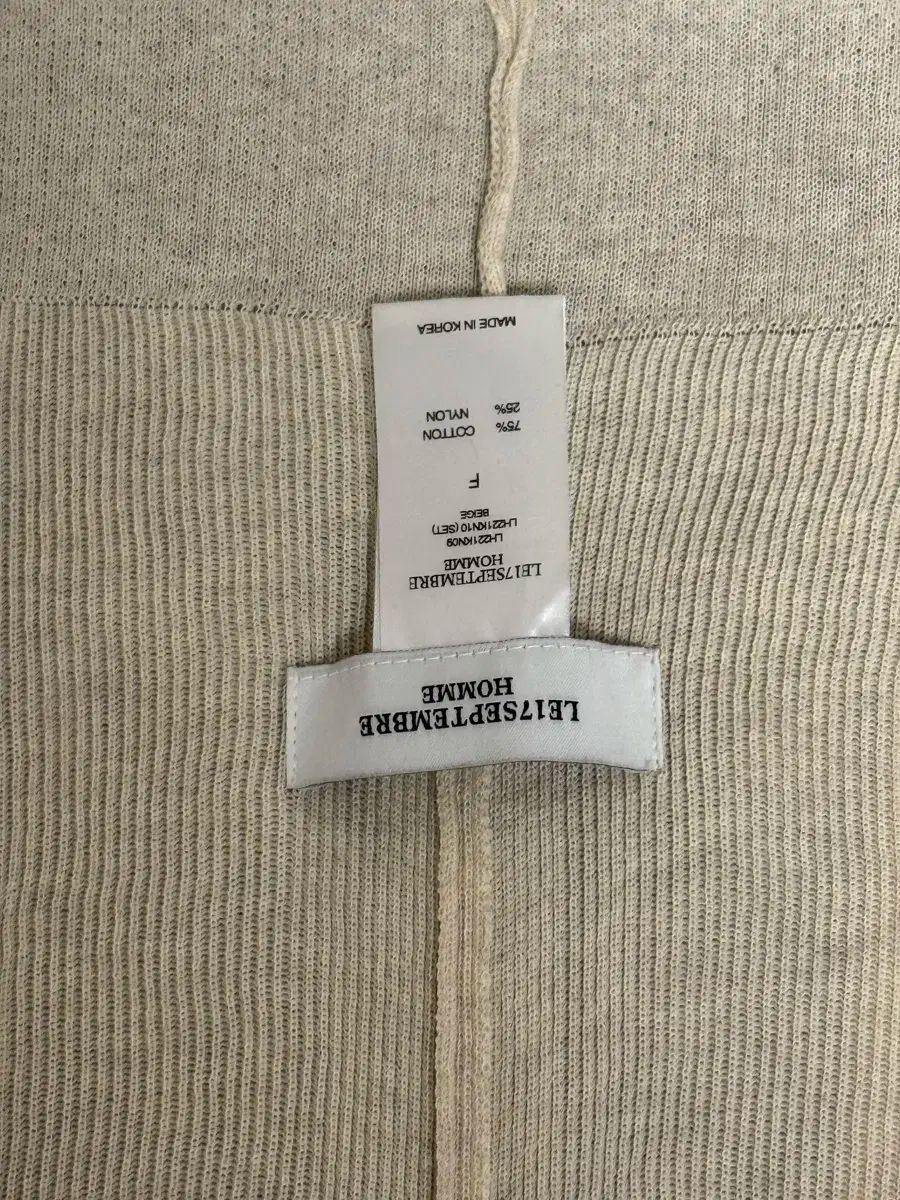 LE17SEPTEMBRE
HOMME
LE17SEPTEMBRE
HOMME
LH221KN09
LH221KN10 (SET)
BEIGE
F
75% COTTON
25% NYLON
MADE IN KOREA